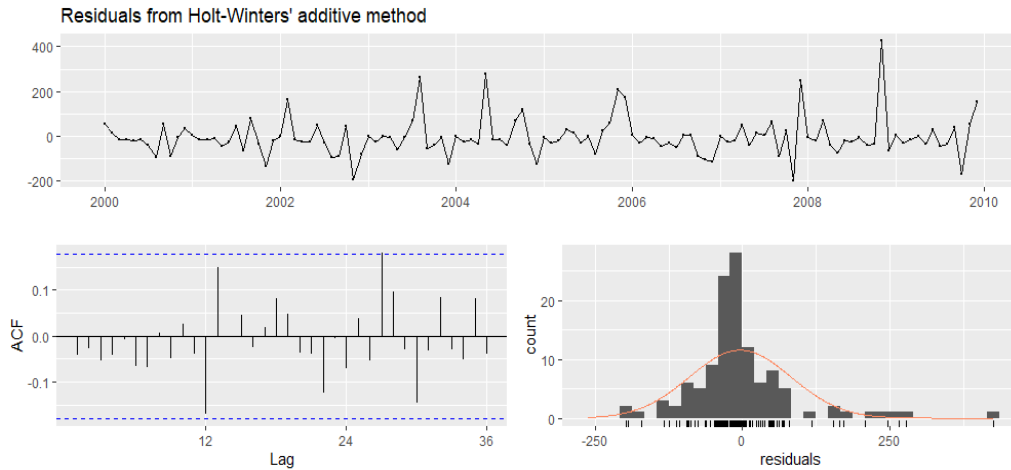 Residuals from Holt-Winters' additive method
400
200
0
-200
2000 2002 2004 2006 2008 2010
ACF
0.1
0.0
-0.1
12 24 36
Lag
count
20
10
0
-250 0 250
residuals